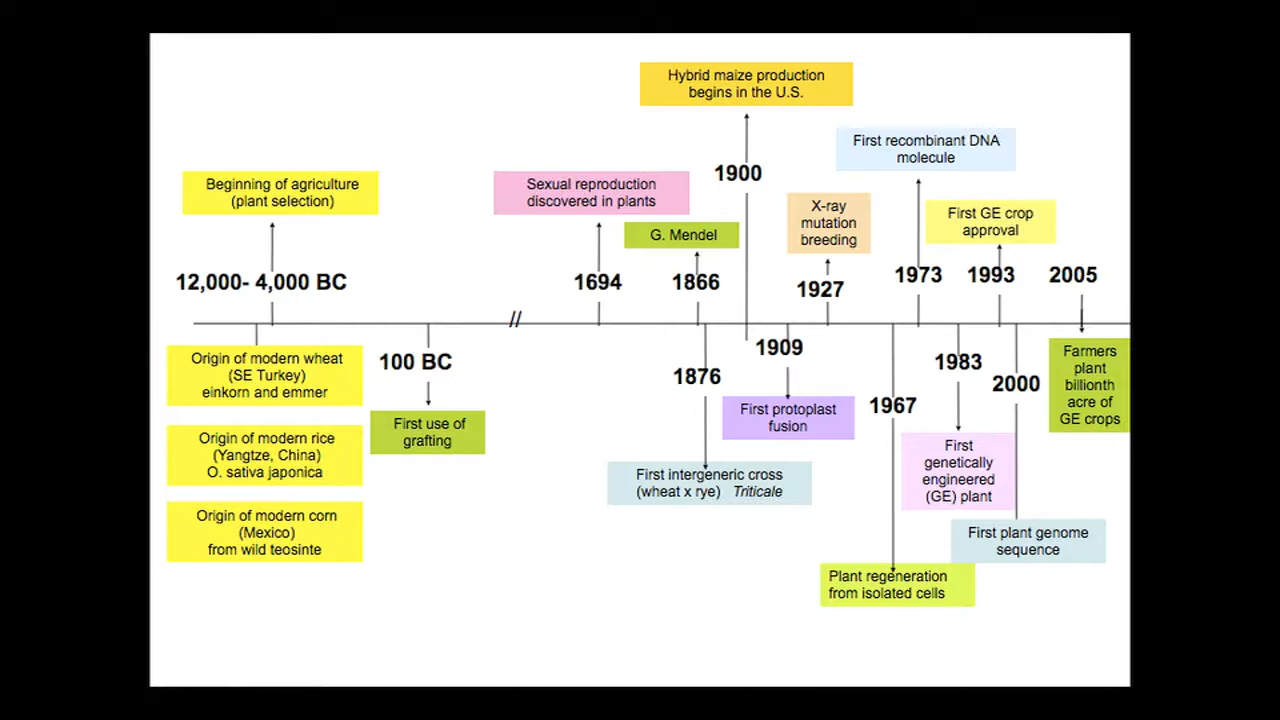 Hybrid maize production
begins in the U.S.
First recombinant DNA
molecule
1900
Beginning of agriculture
(plant selection)
Sexual reproduction
discovered in plants
X-ray
mutation
breeding
First GE crop
approval
G. Mendel
12,000- 4,000 BC
1694
1866
1927
1973
1993
2005
//
Origin of modern wheat
(SE Turkey)
einkorn and emmer
100 BC
1876
1909
1967
1983
2000
Farmers
plant
billionth
acre of
GE crops
First use of
grafting
First protoplast
fusion
Origin of modern rice
(Yangtze, China)
O. sativa japonica
First intergeneric cross
(wheat x rye) Triticale
First
genetically
engineered
(GE) plant
Origin of modern corn
(Mexico)
from wild teosinte
First plant genome
sequence
Plant regeneration
from isolated cells